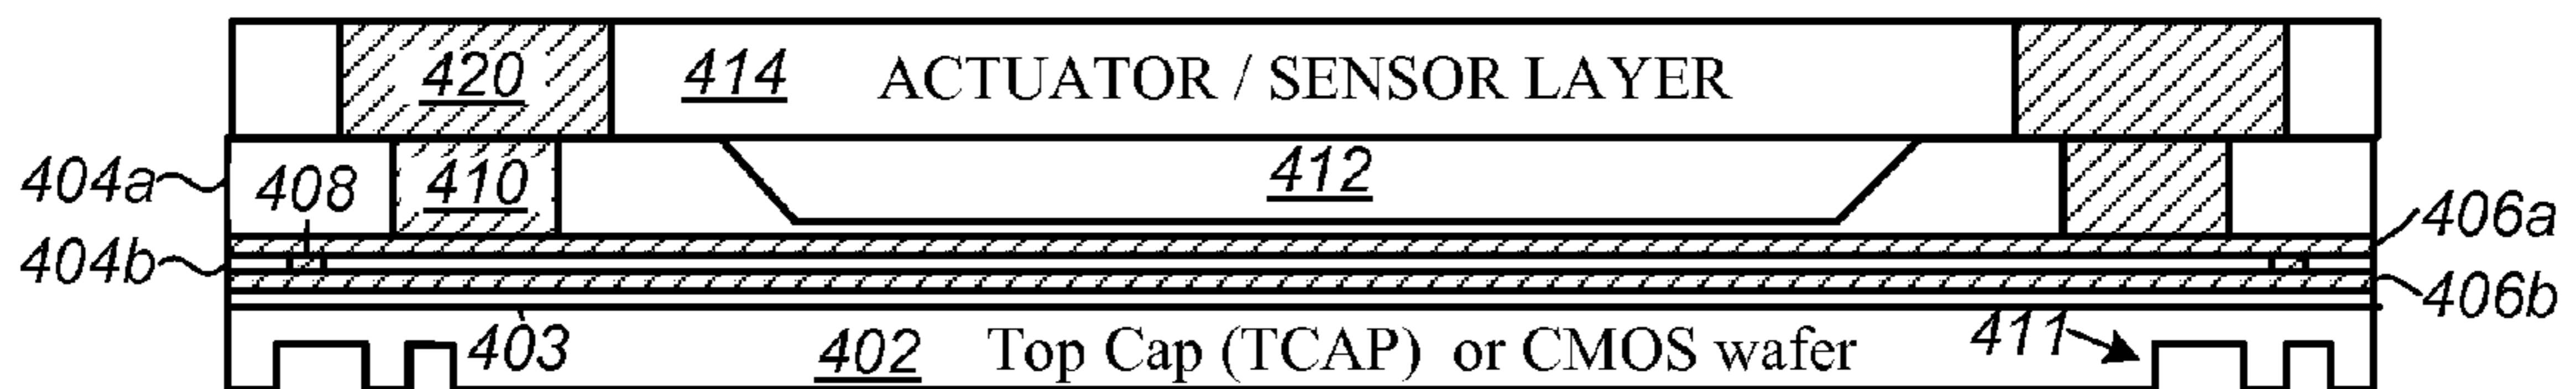 420 414 ACTUATOR / SENSOR LAYER
404a 408 410 412
406a
404b
406b
403 402 Top Cap (TCAP) or CMOS wafer 411